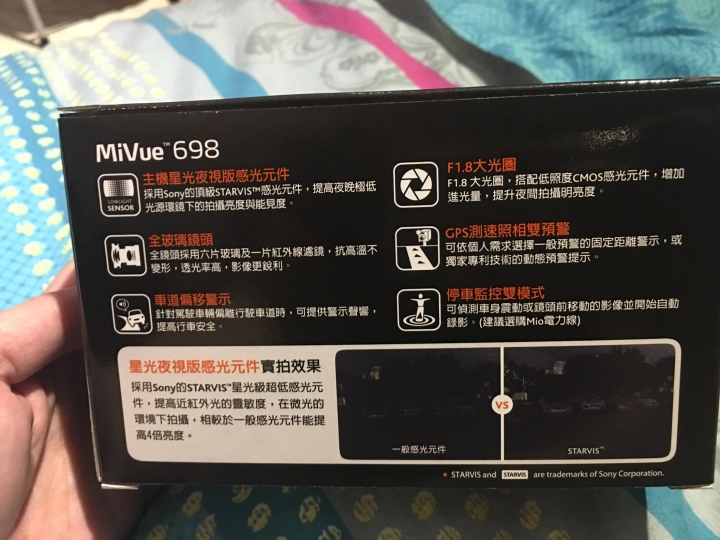 MiVue™ 698
主機星光夜視版感光元件
採用Sony的頂級STARVIS™感光元件，提高夜晚極低
光源環境下的拍攝亮度與能見度。
LOWLIGHT
SENSOR
全玻璃鏡頭
全鏡頭採用六片玻璃及一片紅外線濾鏡，抗高溫不
變形，透光率高，影像更銳利。
車道偏移警示
針對駕駛車輛偏離行駛車道時，可提供警示聲響，
提高行車安全。
F1.8大光圈
F1.8 大光圈，搭配低照度CMOS感光元件，增加
進光量，提升夜間拍攝明亮度。
GPS測速照相雙預警
可依個人需求選擇一般預警的固定距離警示，或
獨家專利技術的動態預警提示。
停車監控雙模式
可偵測車身震動或鏡頭前移動的影像並開始自動
錄影。(建議選購Mio電力線)
星光夜視版感光元件實拍效果
採用Sony的STARVIS™星光級超低感光元
件，提高近紅外光的靈敏度，在微光的
環境下拍攝，相較於一般感光元件能提
高4倍亮度。
VS
一般感光元件
STARVIS™
• STARVIS and STARVIS are trademarks of Sony Corporation.